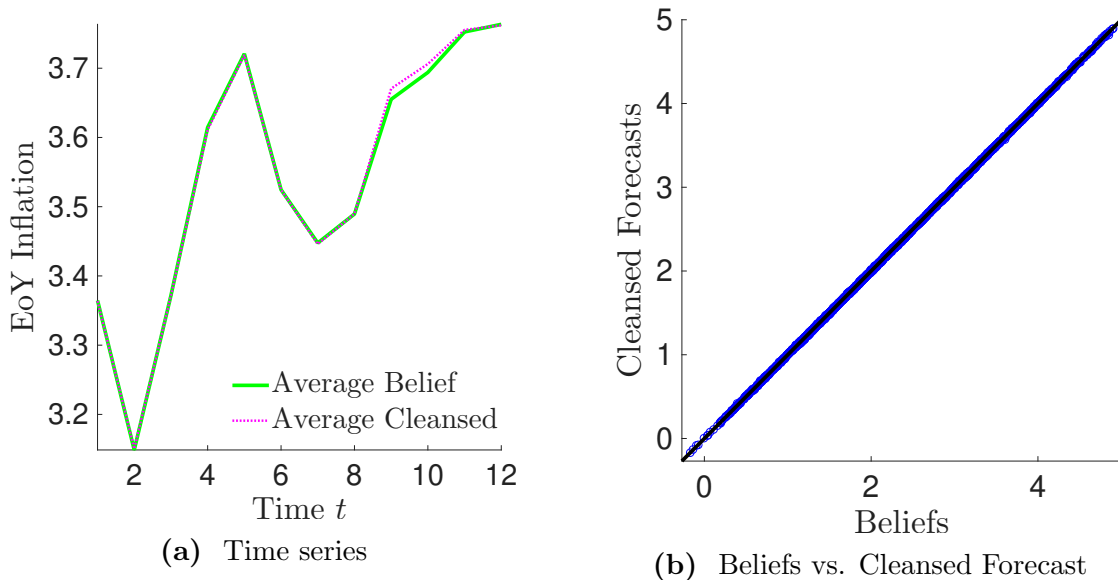 EoY Inflation
3.7
3.6
3.5
3.4
3.3
3.2
Average Belief
Average Cleansed
2 4 6 8 10 12
Time t
(a) Time series
Cleansed Forecasts
5
4
3
2
1
0
0 2 4
Beliefs
(b) Beliefs vs. Cleansed Forecast